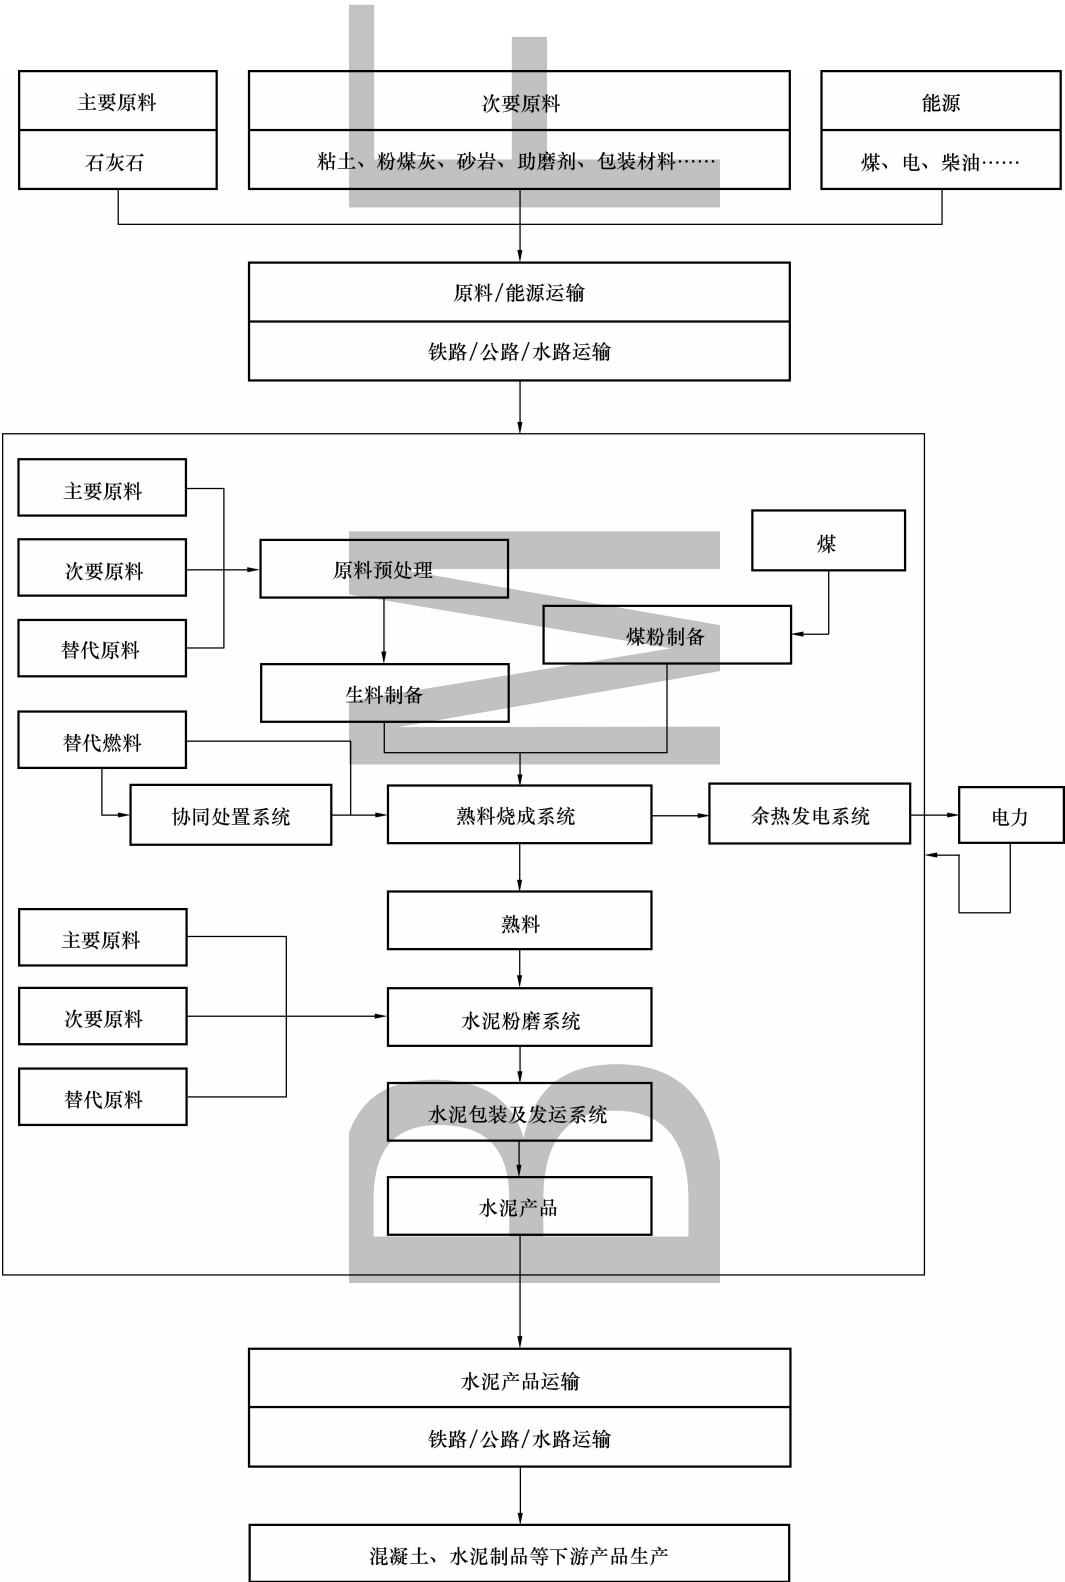 主要原料
石灰石
次要原料
粘土、粉煤灰、砂岩、助磨剂、包装材料……
能源
煤、电、柴油……
原料/能源运输
铁路/公路/水路运输
主要原料
次要原料
替代原料
原料预处理
煤
煤粉制备
生料制备
替代燃料
协同处置系统
熟料烧成系统
余热发电系统
电力
熟料
主要原料
次要原料
替代原料
水泥粉磨系统
水泥包装及发运系统
水泥产品
水泥产品运输
铁路/公路/水路运输
混凝土、水泥制品等下游产品生产